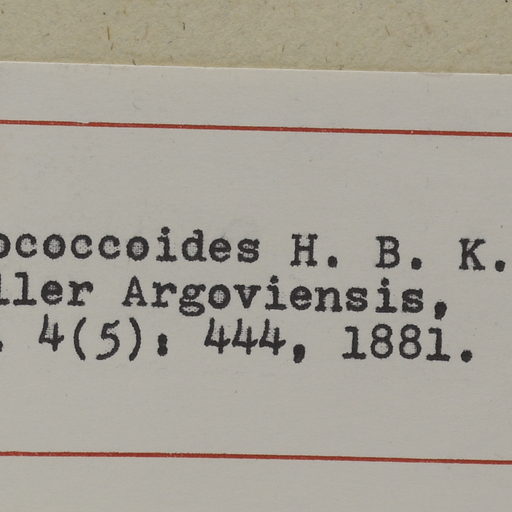 ococcoides H. B. K.
ller Argoviensis,
. 4(5): 444, 1881.